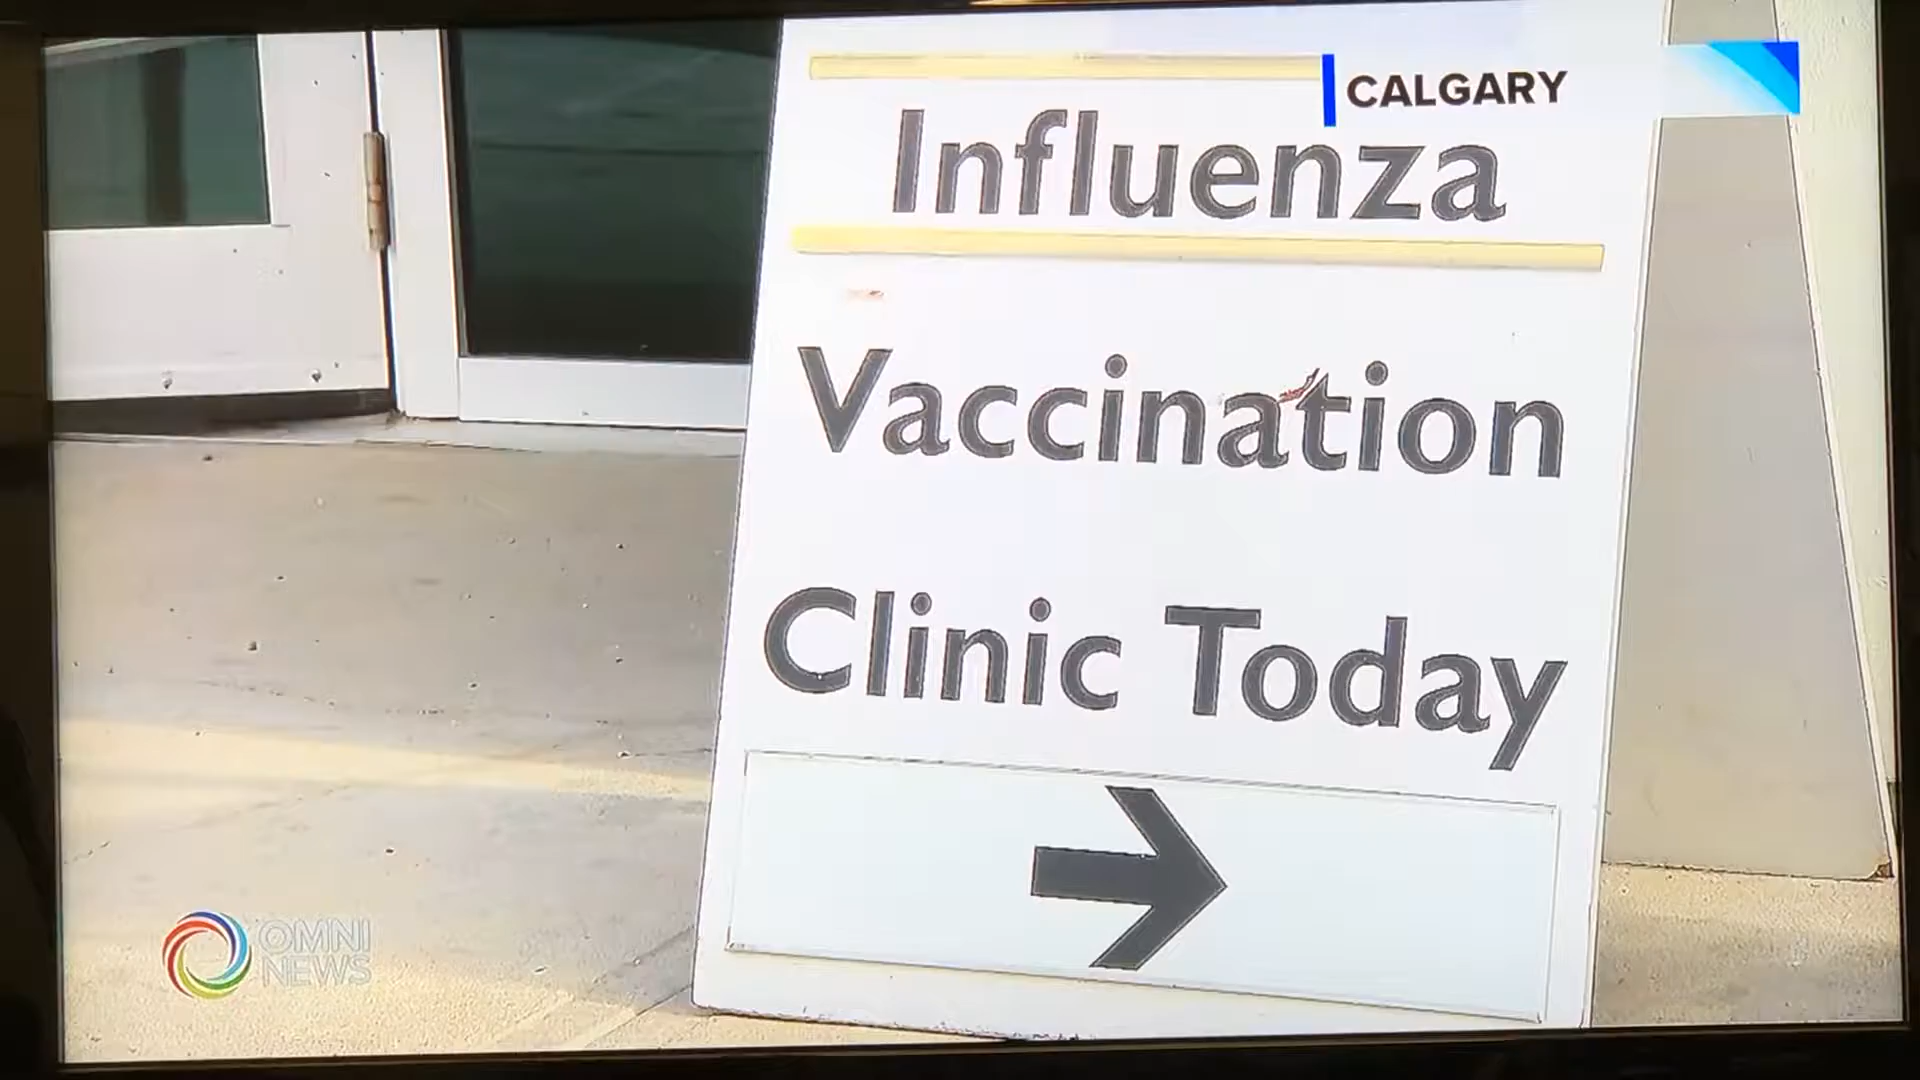 CALGARY
Influenza
Vaccination
Clinic Today
OMNI
NEWS